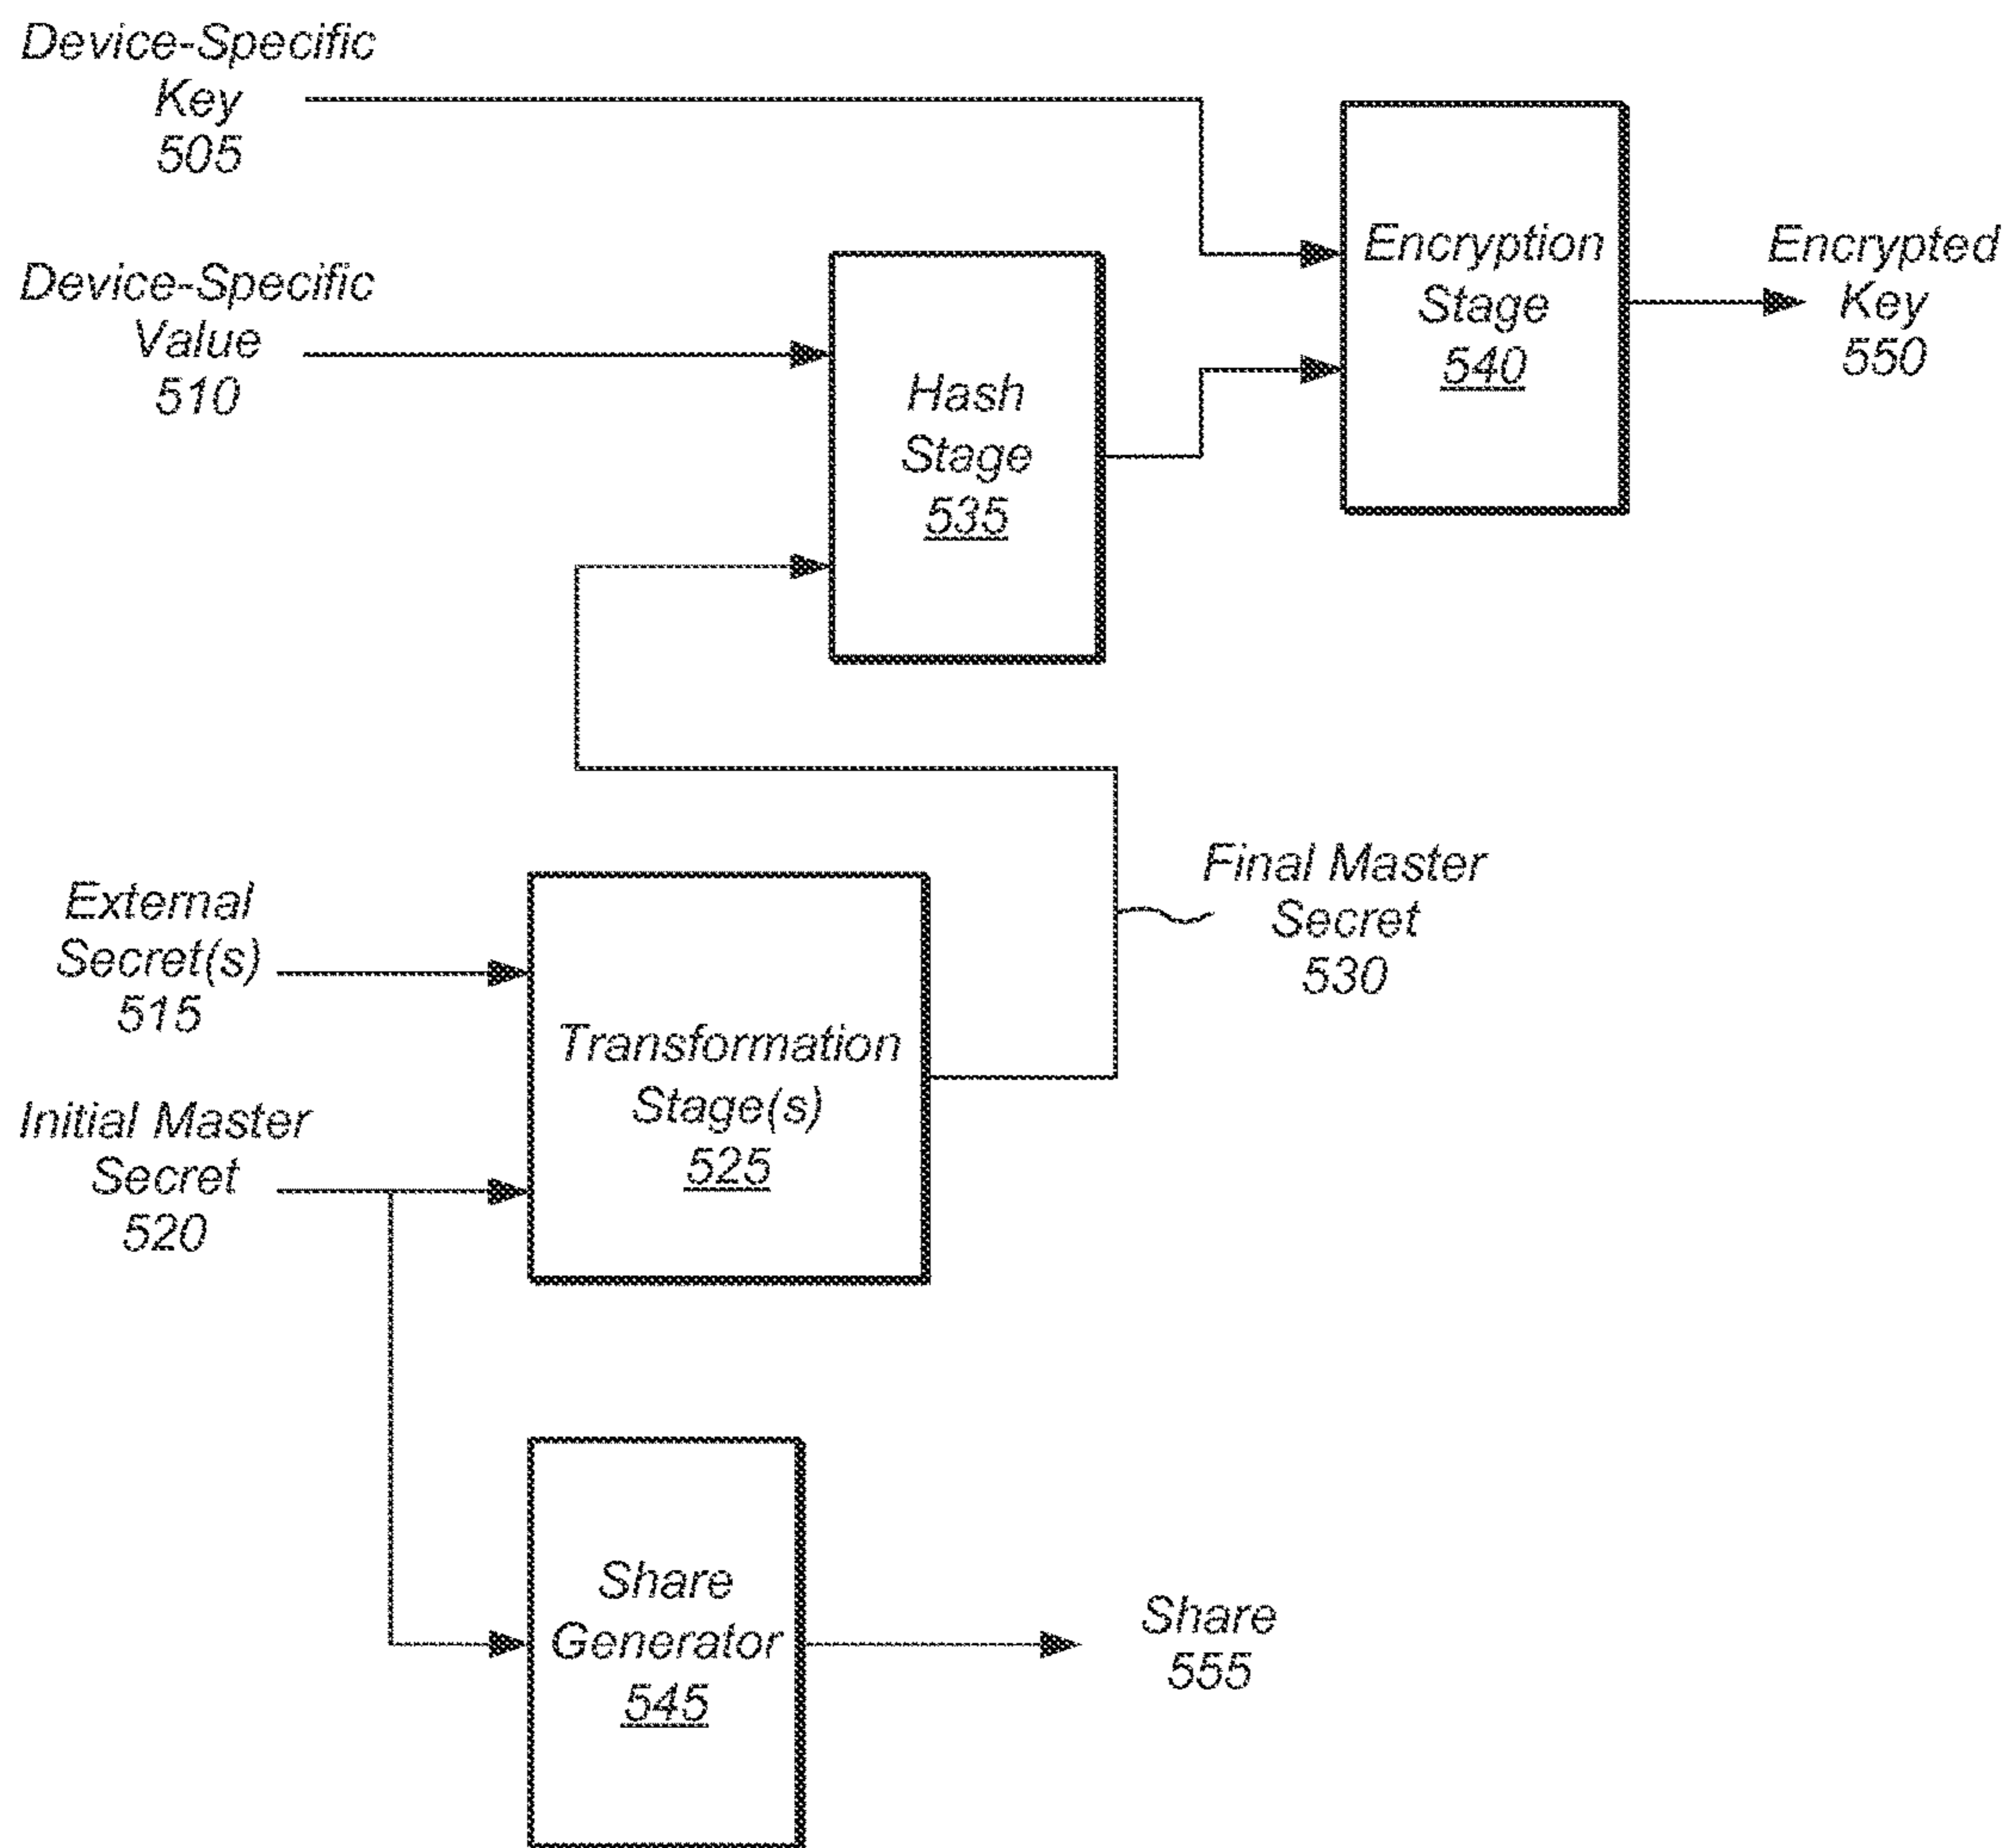 Device-Specific
Key
505
Device-Specific
Value
510
Hash
Stage
535
Encryption
Stage
540
Encrypted
Key
550
External
Secret(s)
515
Initial Master
Secret
520
Transformation
Stage(s)
525
Final Master
Secret
530
Share
Generator
545
Share
555